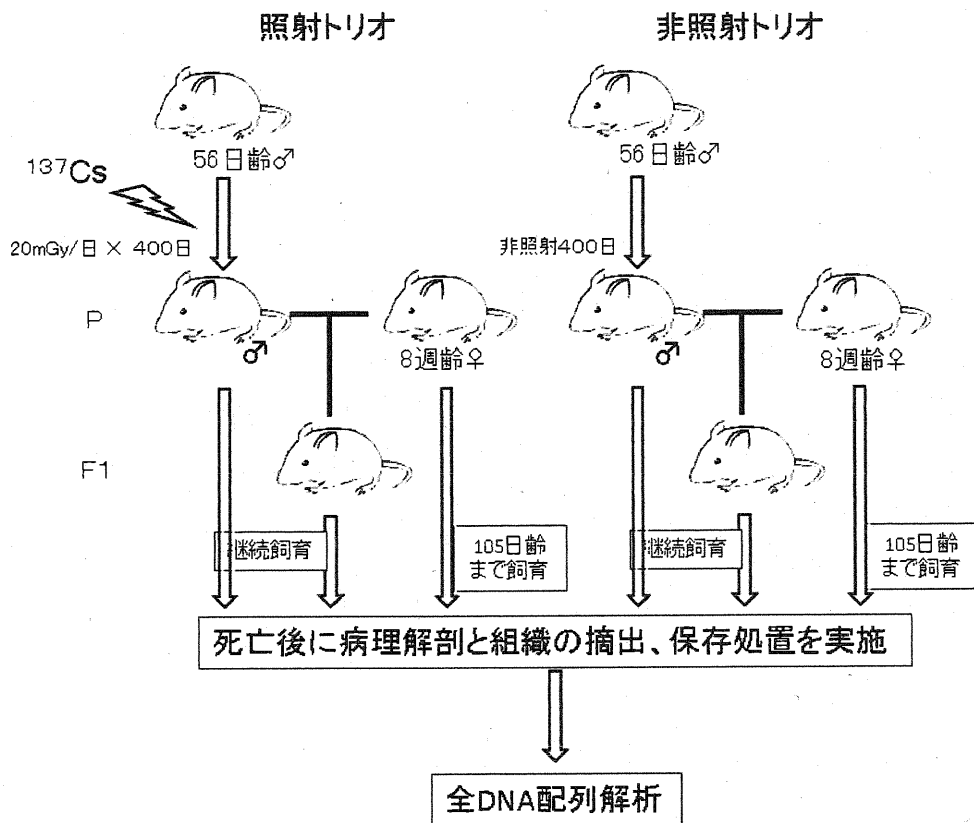 照射トリオ
非照射トリオ
56日齢♂
56日齢♂
137Cs
20mGy/日 × 400日
非照射400日
P
♂
8週齢♀
♂
8週齢♀
F1
継続飼育
105日齢
まで飼育
継続飼育
105日齢
まで飼育
死亡後に病理解剖と組織の摘出、保存処置を実施
全DNA配列解析